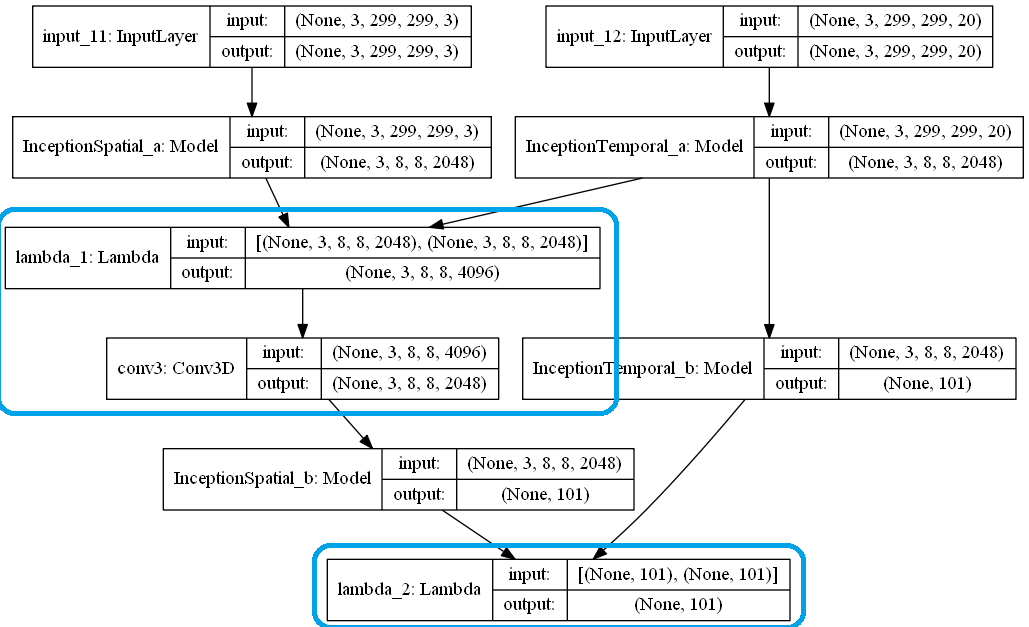 input_11: InputLayer
input: (None, 3, 299, 299, 3)
output: (None, 3, 299, 299, 3)
input_12: InputLayer
input: (None, 3, 299, 299, 20)
output: (None, 3, 299, 299, 20)
InceptionSpatial_a: Model
input: (None, 3, 299, 299, 3)
output: (None, 3, 8, 8, 2048)
InceptionTemporal_a: Model
input: (None, 3, 299, 299, 20)
output: (None, 3, 8, 8, 2048)
lambda_1: Lambda
input: [(None, 3, 8, 8, 2048), (None, 3, 8, 8, 2048)]
output: (None, 3, 8, 8, 4096)
conv3: Conv3D
input: (None, 3, 8, 8, 4096)
output: (None, 3, 8, 8, 2048)
InceptionTemporal_b: Model
input: (None, 3, 8, 8, 2048)
output: (None, 101)
InceptionSpatial_b: Model
input: (None, 3, 8, 8, 2048)
output: (None, 101)
lambda_2: Lambda
input: [(None, 101), (None, 101)]
output: (None, 101)